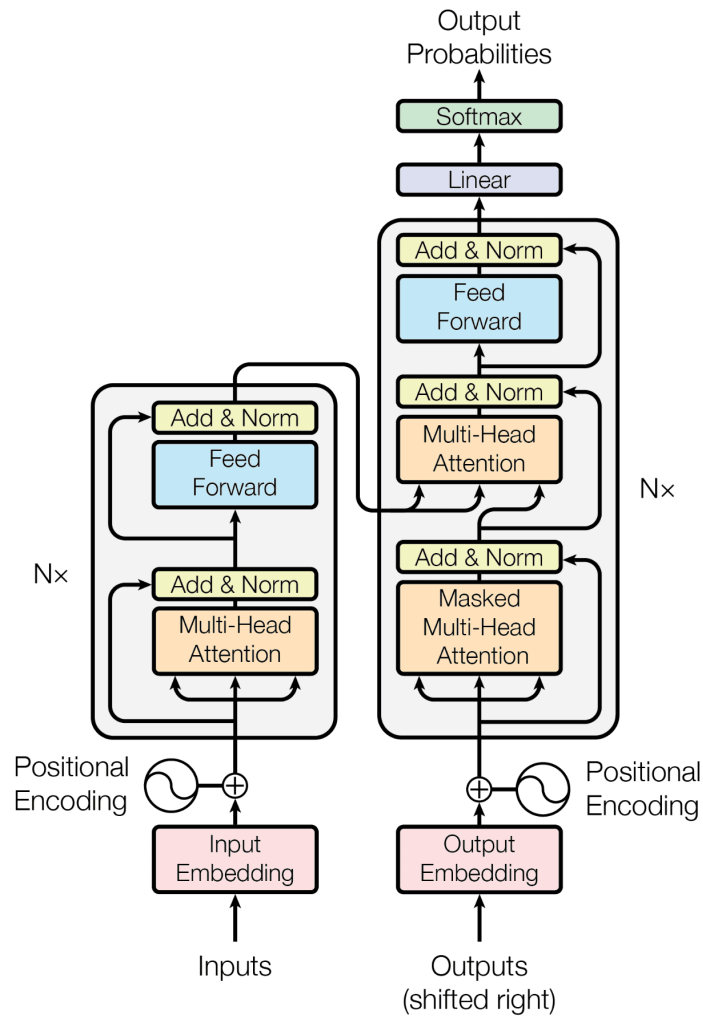 Output
Probabilities
Softmax
Linear
Add & Norm
Feed
Forward
Add & Norm
Multi-Head
Attention
Nx
Add & Norm
Masked
Multi-Head
Attention
Add & Norm
Feed
Forward
Nx
Add & Norm
Multi-Head
Attention
Positional
Encoding
Positional
Encoding
Input
Embedding
Output
Embedding
Inputs
Outputs
(shifted right)